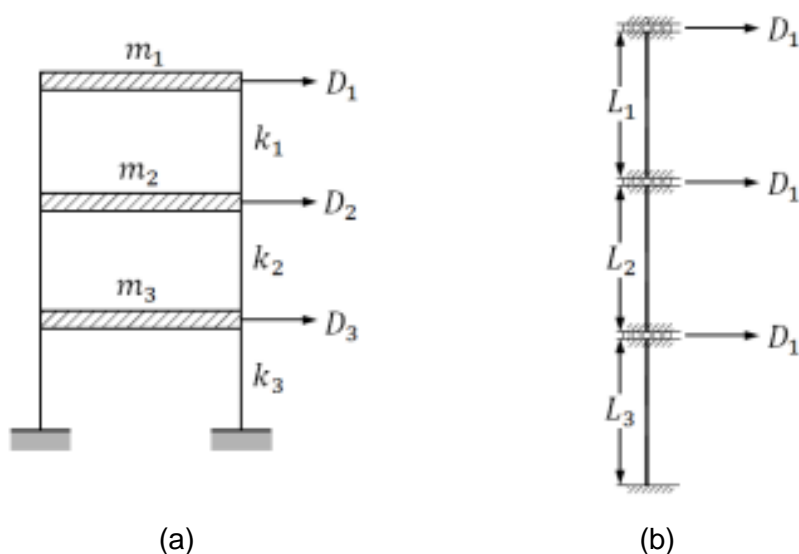 m₁
D₁
k₁
m₂
D₂
k₂
m₃
D₃
k₃
(a)
D₁
L₁
D₁
L₂
D₁
L₃
(b)